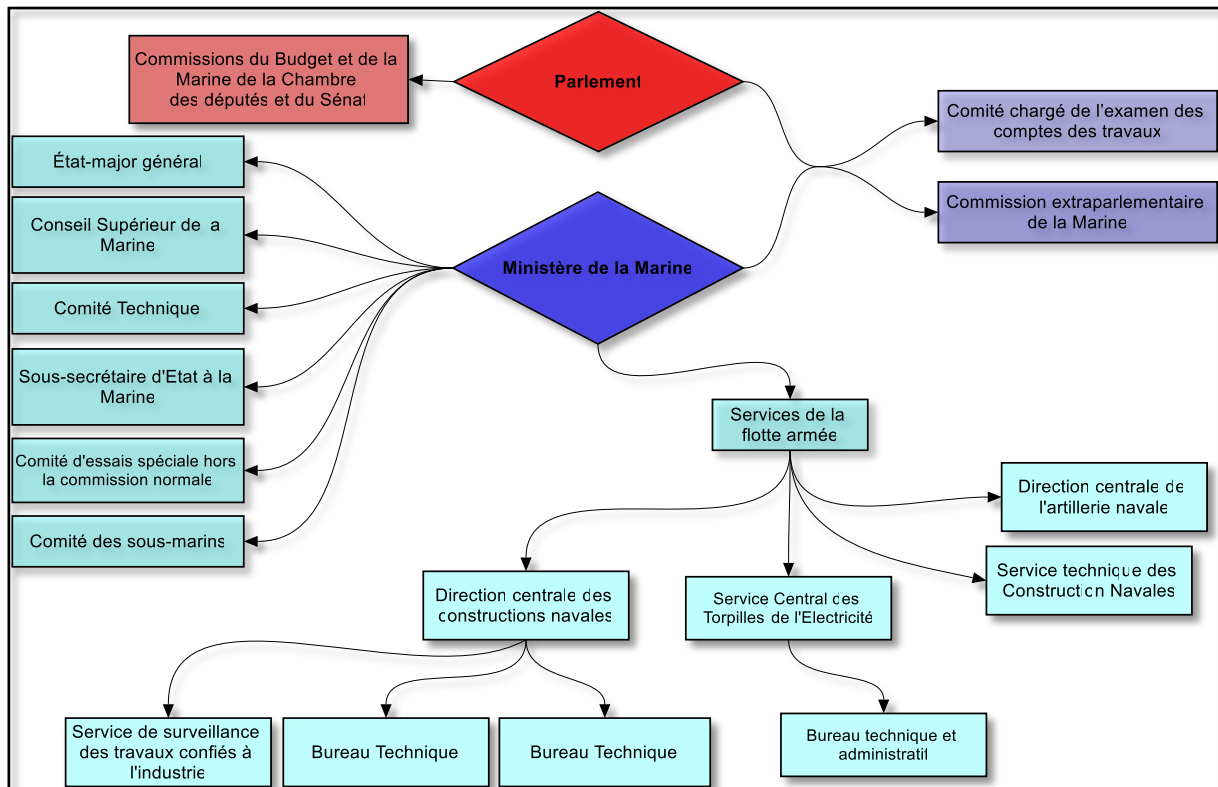 Commissions du Budget et de la
Marine de la Chambre
des députés et du Sénat
Parlement
Comité chargé de l'examen des
comptes des travaux
État-major général
Commission extraparlementaire
de la Marine
Conseil Supérieur de a
Marine
Ministère de la Marine
Comité Technique
Sous-secrétaire d'Etat à la
Marine
Services de la
flotte armée
Comité d'essais spéciale hors
la commission normale
Direction centrale de
l'artillerie navale
Comité des sous-marins
Service technique des
Construction Navales
Direction centrale des
constructions navales
Service Central des
Torpilles de l'Electricité
Service de surveillance
des travaux confiés à
l'industrie
Bureau Technique
Bureau Technique
Bureau technique et
administratif